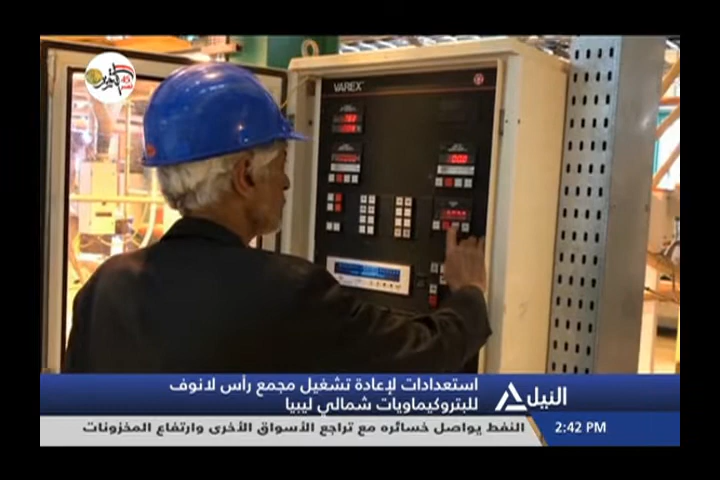 VAREX
استعدادات لإعادة تشغيل مجمع رأس لانوف
للبتروكيماويات شمالي ليبيا
النيل
النفط يواصل خسائره مع تراجع الأسواق الأخرى وارتفاع المخزونات
2:42 PM